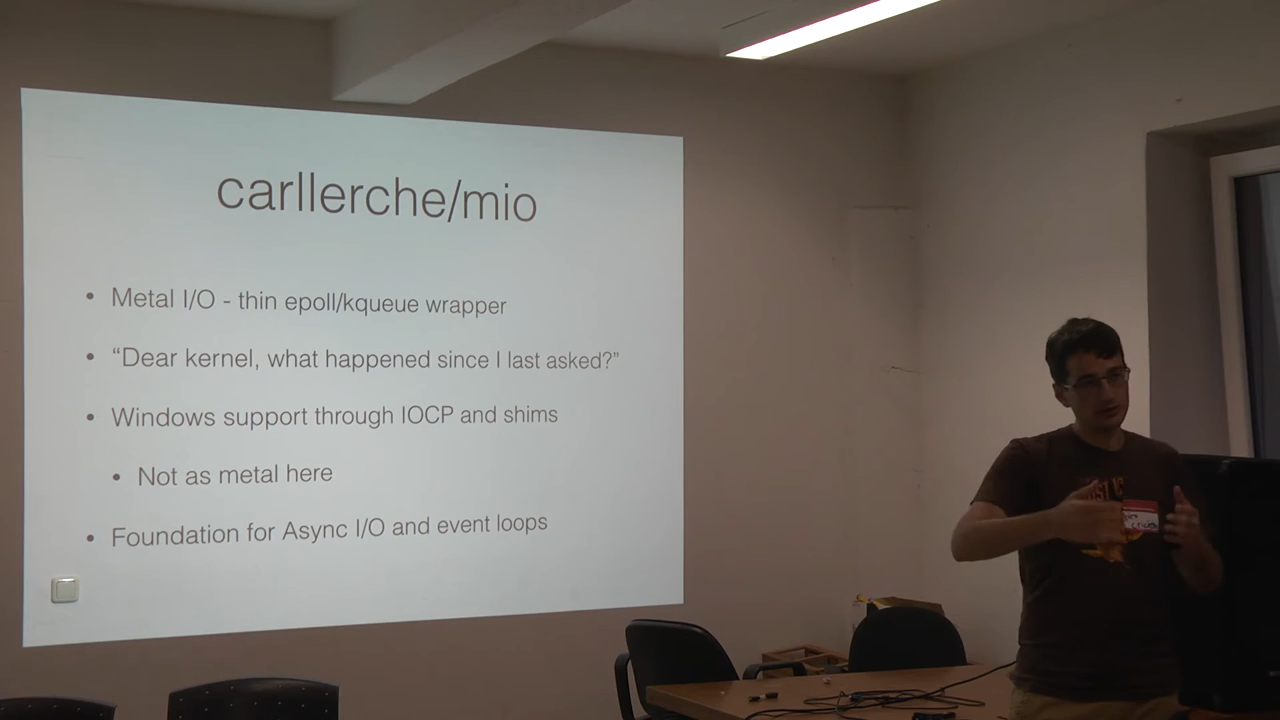 carllerche/mio
• Metal I/O - thin epoll/kqueue wrapper
• “Dear kernel, what happened since I last asked?”
• Windows support through IOCP and shims
• Not as metal here
• Foundation for Async I/O and event loops